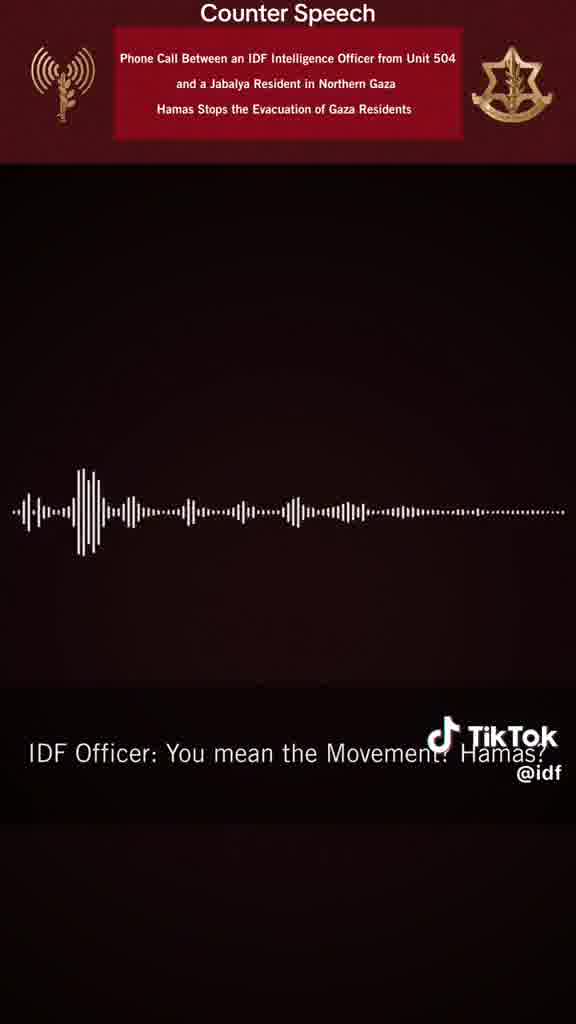 Counter Speech
Phone Call Between an IDF Intelligence Officer from Unit 504
and a Jabalya Resident in Northern Gaza
Hamas Stops the Evacuation of Gaza Residents
IDF Officer: You mean the Movement? Hamas?
TikTok
@idf